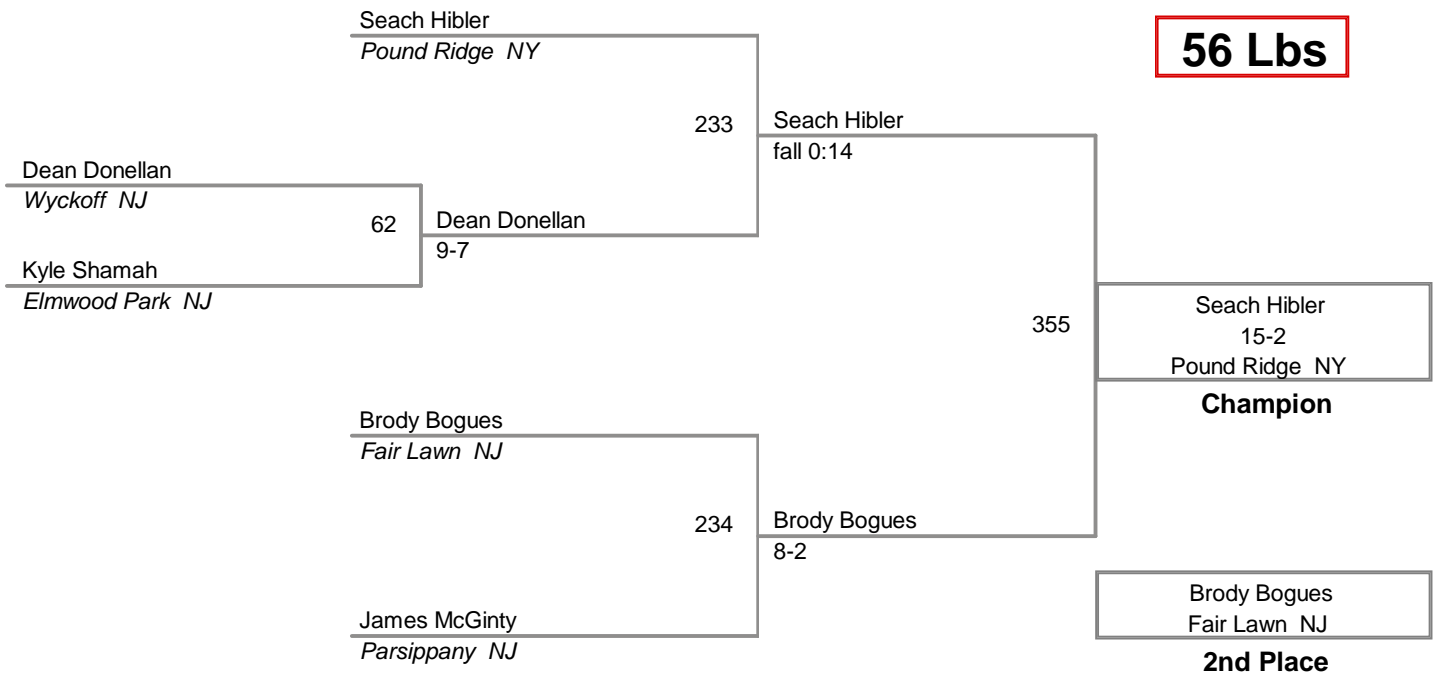 Seach Hibler
Pound Ridge NY
56 Lbs
233
Seach Hibler
fall 0:14
Dean Donellan
Wyckoff NJ
62
Dean Donellan
9-7
Kyle Shamah
Elmwood Park NJ
355
Seach Hibler
15-2
Pound Ridge NY
Champion
Brody Bogues
Fair Lawn NJ
234
Brody Bogues
8-2
James McGinty
Parsippany NJ
Brody Bogues
Fair Lawn NJ
2nd Place